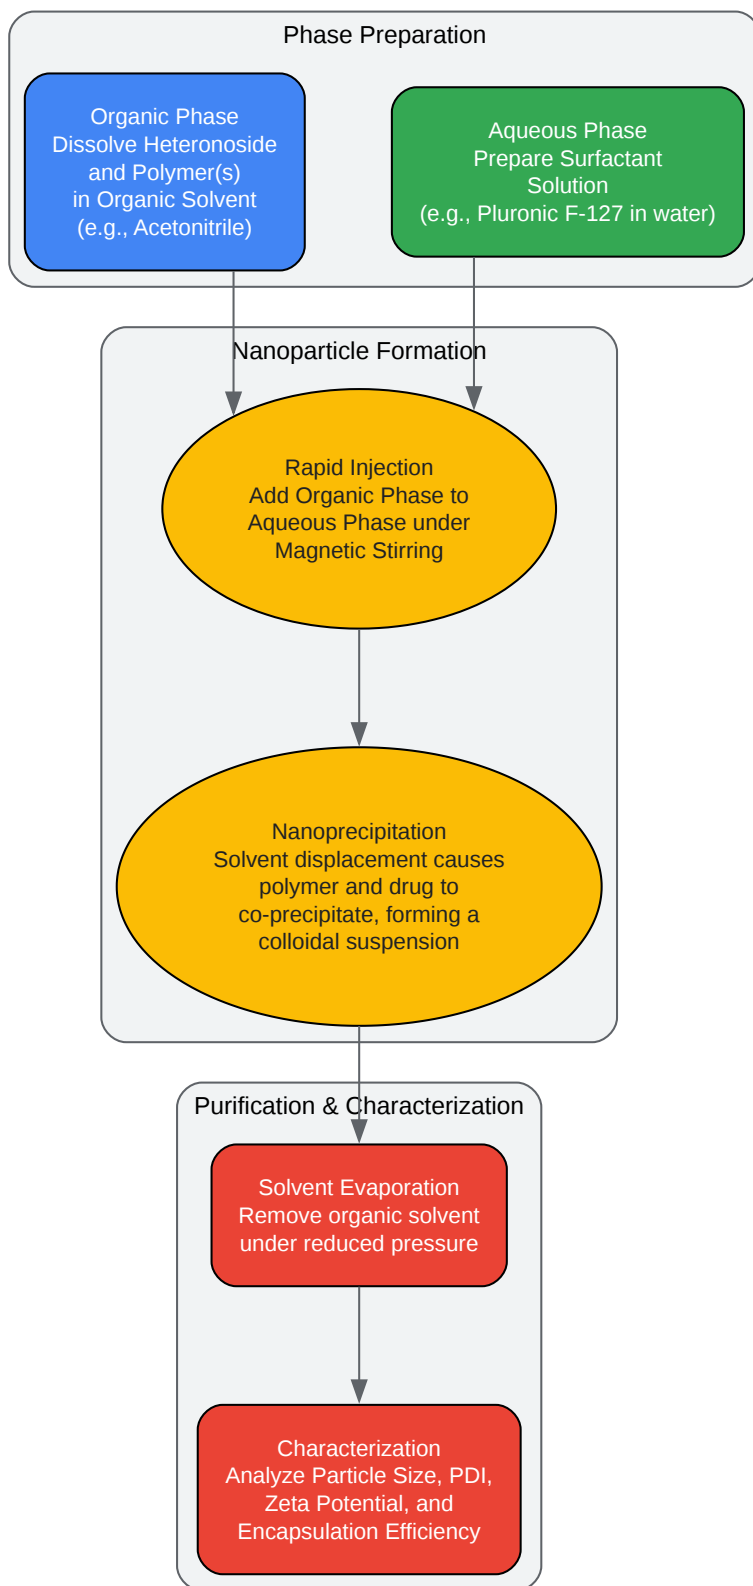 Phase Preparation
Organic Phase
Dissolve Heteronoside
and Polymer(s)
in Organic Solvent
(e.g., Acetonitrile)
Aqueous Phase
Prepare Surfactant
Solution
(e.g., Pluronic F-127 in water)
Nanoparticle Formation
Rapid Injection
Add Organic Phase to
Aqueous Phase under
Magnetic Stirring
Nanoprecipitation
Solvent displacement causes
polymer and drug to
co-precipitate, forming a
colloidal suspension
Purification & Characterization
Solvent Evaporation
Remove organic solvent
under reduced pressure
Characterization
Analyze Particle Size, PDI,
Zeta Potential, and
Encapsulation Efficiency